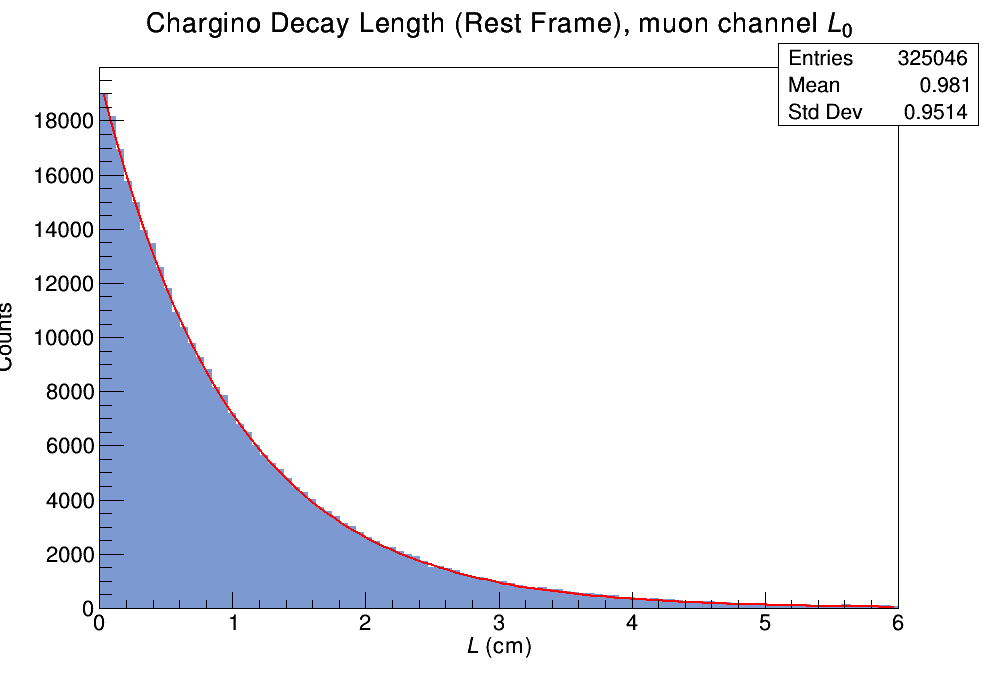 Chargino Decay Length (Rest Frame), muon channel L₀
Entries 325046
Mean 0.981
Std Dev 0.9514
18000
16000
14000
12000
10000
8000
6000
4000
2000
0
Counts
0 1 2 3 4 5 6
L (cm)